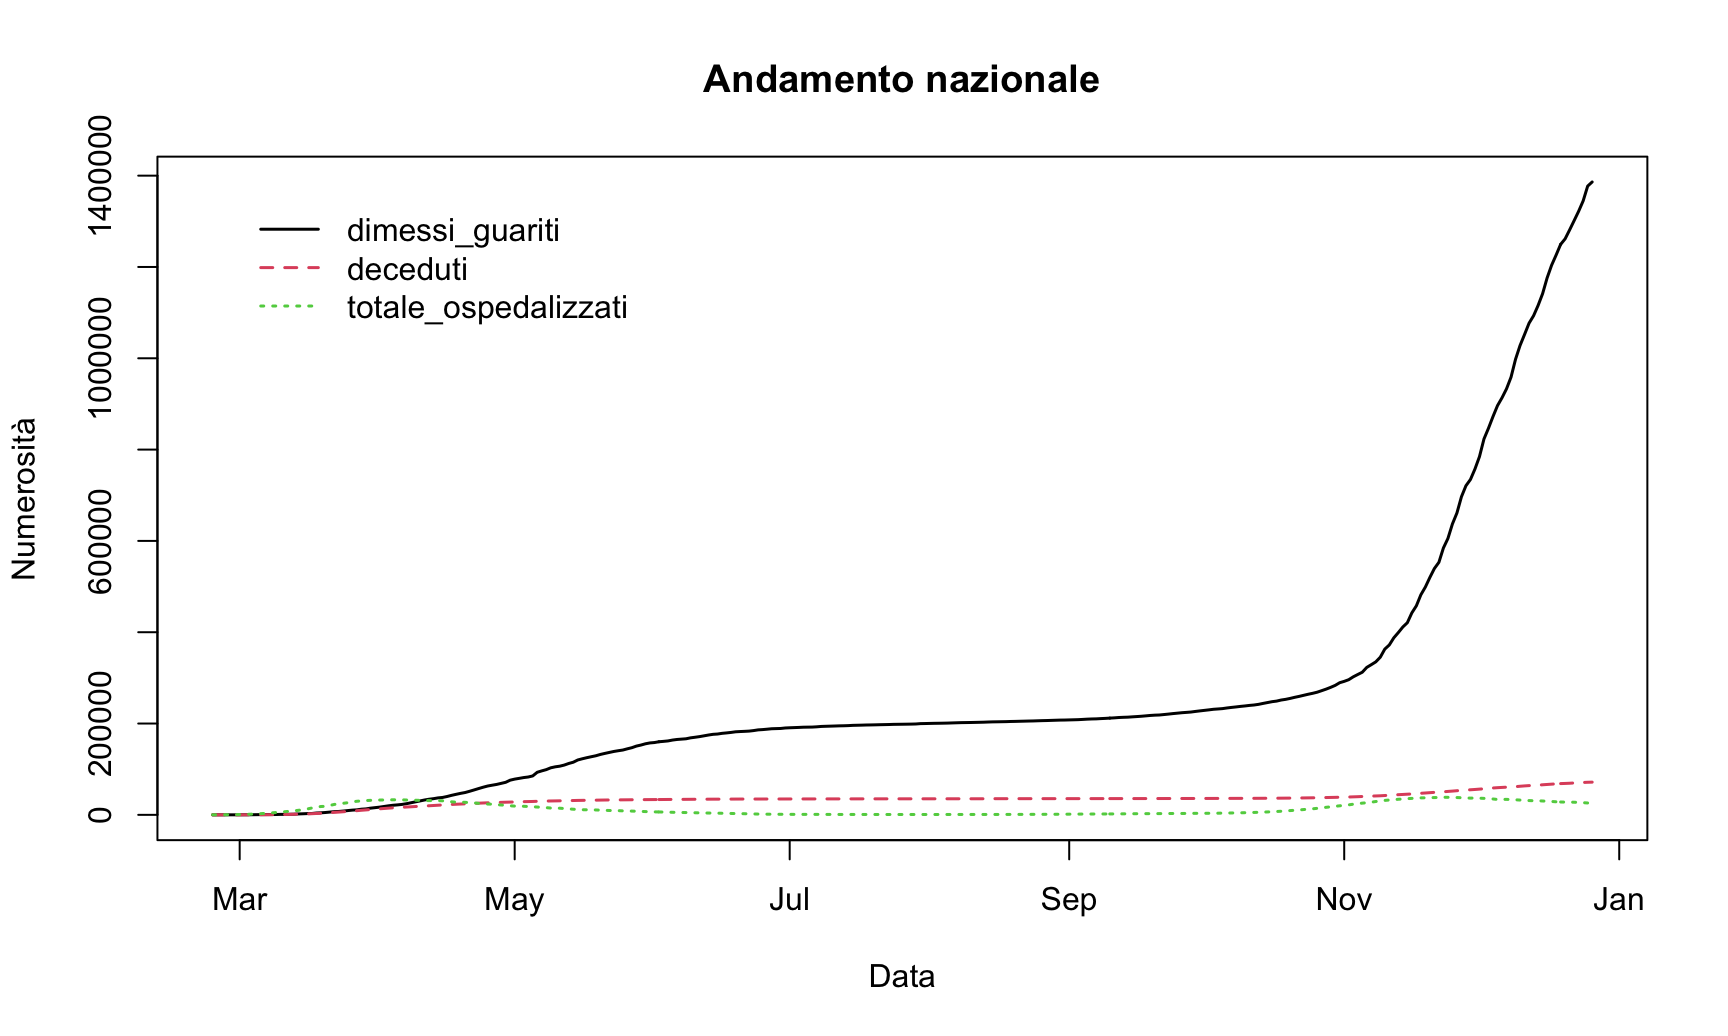 Andamento nazionale
Numerosità
1400000
1000000
600000
200000
0
dimessi_guariti
deceduti
totale_ospedalizzati
Mar May Jul Sep Nov Jan
Data